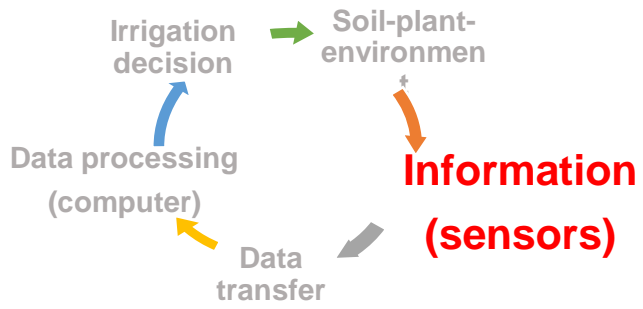 Irrigation
decision
Soil-plant-
environmen
t
Information
(sensors)
Data
transfer
Data processing
(computer)